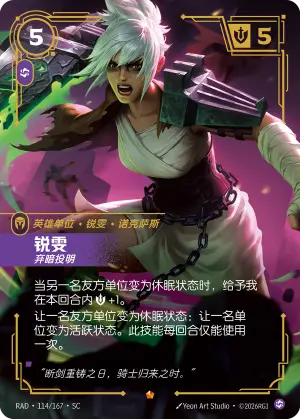 5
5
英雄单位・锐雯・诺克萨斯
锐雯
弃暗投明
当另一名友方单位变为休眠状态时，给予我
在本回合内 +1。
让一名友方单位变为休眠状态：让一名单
位变为活跃状态。此技能每回合仅能使用
一次。
“断剑重铸之日，骑士归来之时。”
RAD・114/167・SC
Yeon Art Studio・©2026RGI